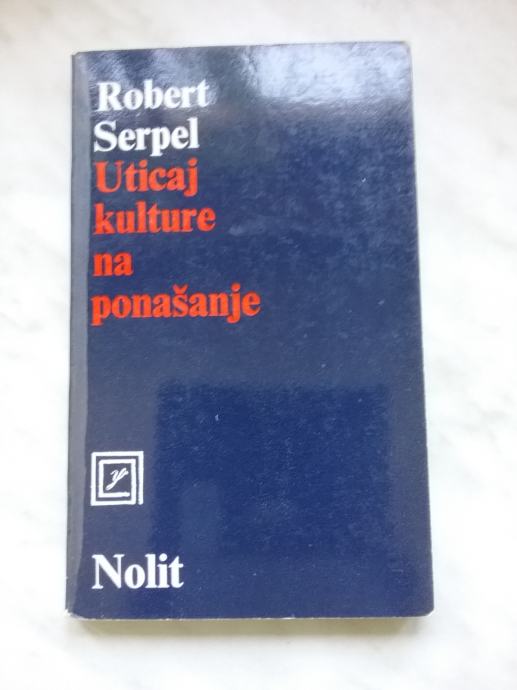 Robert
Serpel
Uticaj
kulture
na
ponašanje
Nolit